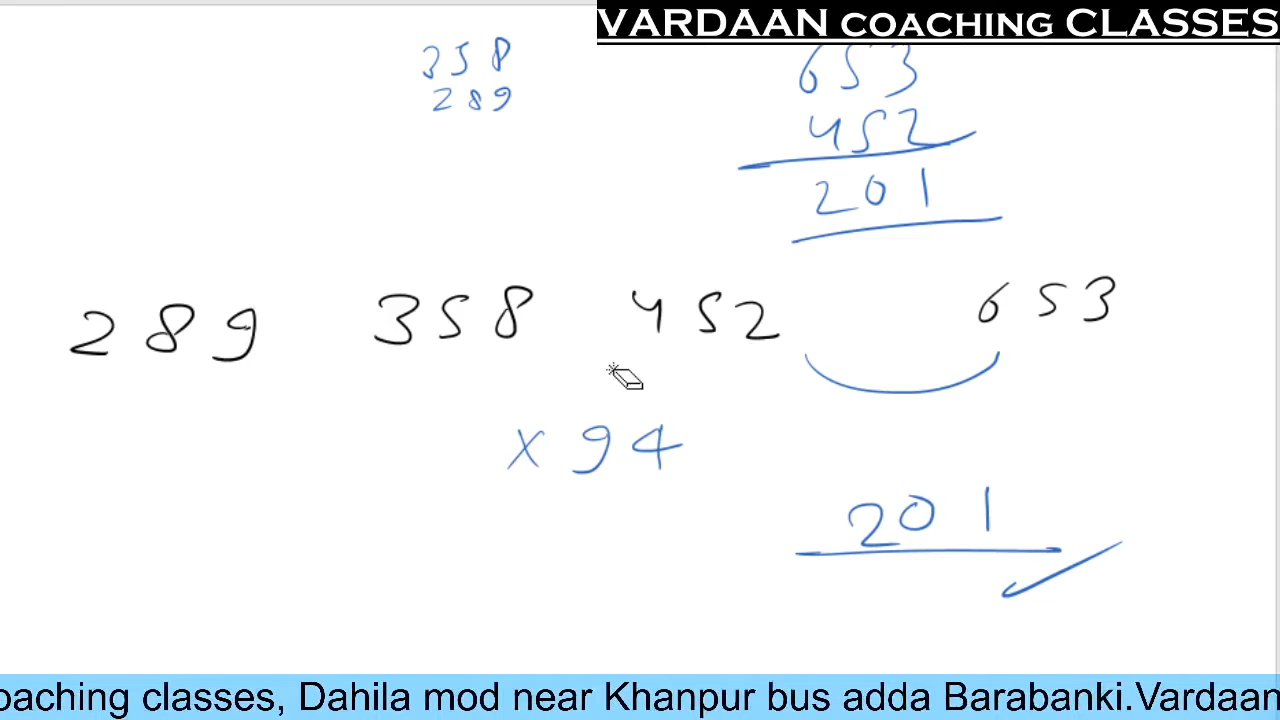 VARDAAN COACHING CLASSES
358
289
653
452
201
289 358 452 653
x 94
201
oaching classes, Dahila mod near Khanpur bus adda Barabanki.Vardaan